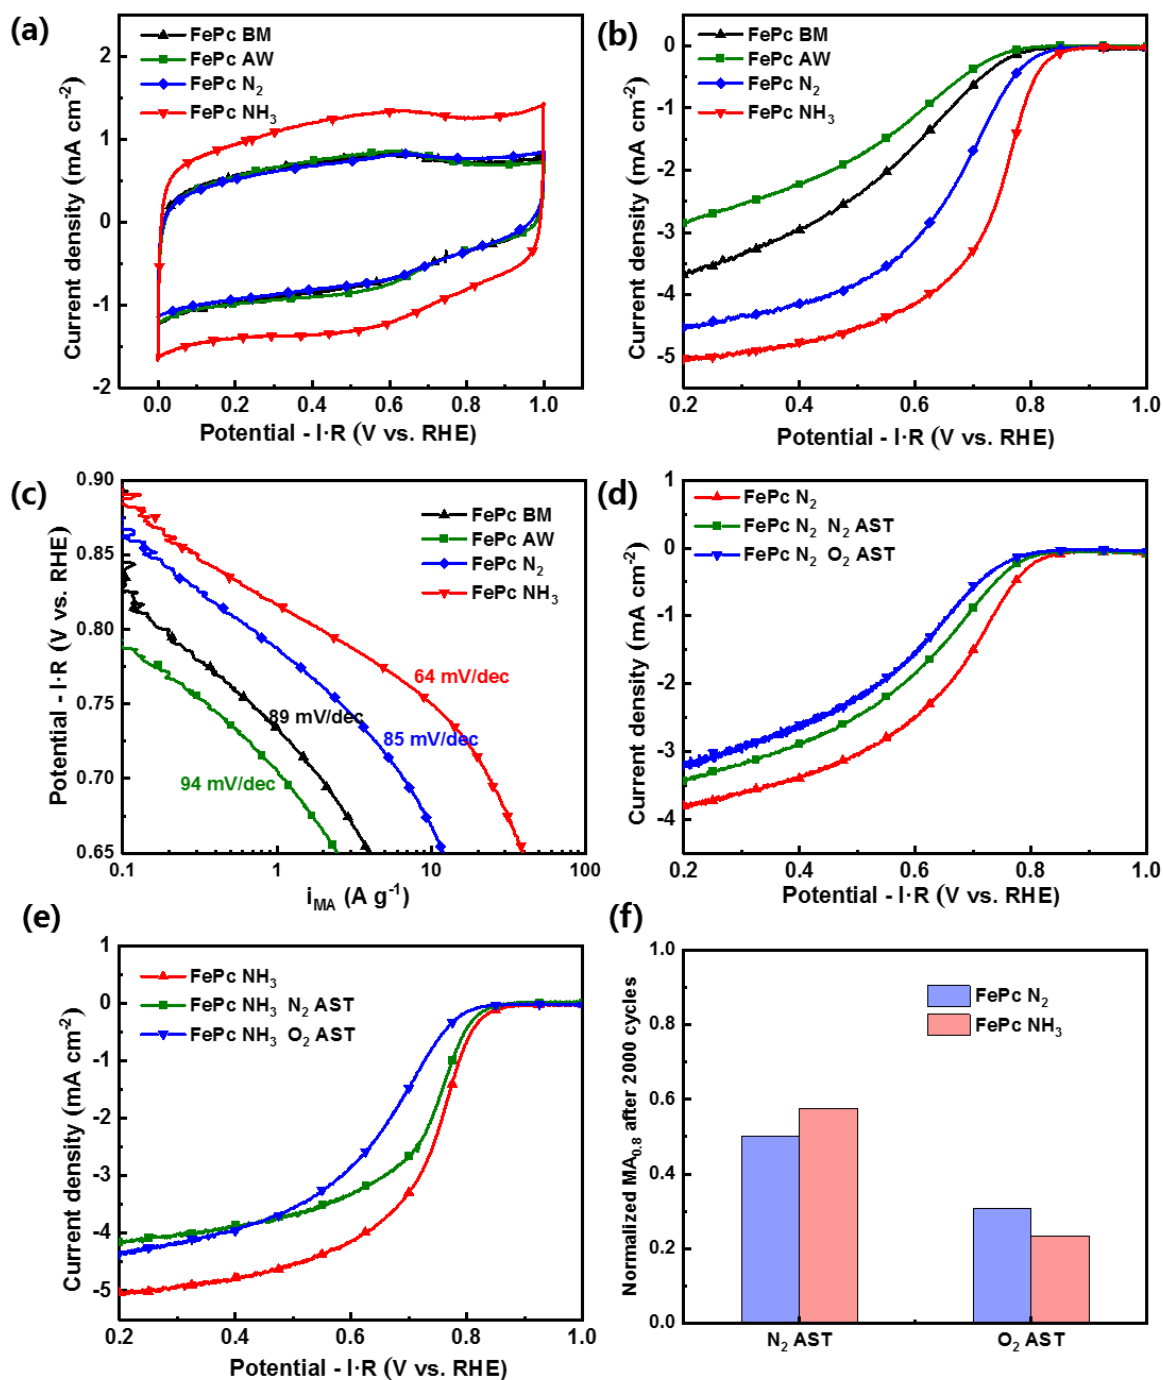 (a)
FePc BM
FePc AW
FePc N₂
FePc NH₃
2
1
0
-1
-2
Current density (mA cm⁻²)
0.0 0.2 0.4 0.6 0.8 1.0
Potential - I·R (V vs. RHE)
(b)
FePc BM
FePc AW
FePc N₂
FePc NH₃
0
-1
-2
-3
-4
-5
Current density (mA cm⁻²)
0.2 0.4 0.6 0.8 1.0
Potential - I·R (V vs. RHE)
(c)
0.90
0.85
0.80
0.75
0.70
0.65
Potential - I·R (V vs. RHE)
FePc BM
FePc AW
FePc N₂
FePc NH₃
64 mV/dec
89 mV/dec
85 mV/dec
94 mV/dec
0.1 1 10 100
i_MA (A g⁻¹)
(d)
FePc N₂
FePc N₂ N₂ AST
FePc N₂ O₂ AST
1
0
-1
-2
-3
-4
Current density (mA cm⁻²)
0.2 0.4 0.6 0.8 1.0
Potential - I·R (V vs. RHE)
(e)
FePc NH₃
FePc NH₃ N₂ AST
FePc NH₃ O₂ AST
1
0
-1
-2
-3
-4
-5
Current density (mA cm⁻²)
0.2 0.4 0.6 0.8 1.0
Potential - I·R (V vs. RHE)
(f)
FePc N₂
FePc NH₃
1.0
0.8
0.6
0.4
0.2
0.0
Normalized MA₀.₈ after 2000 cycles
N₂ AST O₂ AST